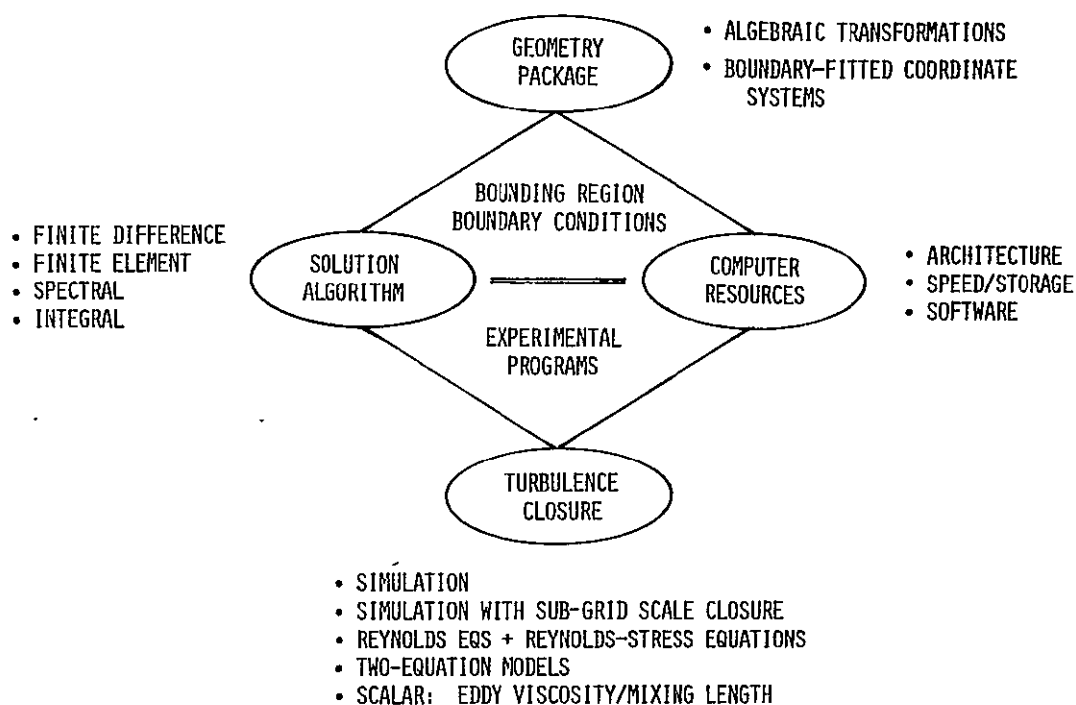 GEOMETRY
PACKAGE
• ALGEBRAIC TRANSFORMATIONS
• BOUNDARY-FITTED COORDINATE
SYSTEMS
BOUNDING REGION
BOUNDARY CONDITIONS
• FINITE DIFFERENCE
• FINITE ELEMENT
• SPECTRAL
• INTEGRAL
SOLUTION
ALGORITHM
COMPUTER
RESOURCES
• ARCHITECTURE
• SPEED/STORAGE
• SOFTWARE
EXPERIMENTAL
PROGRAMS
TURBULENCE
CLOSURE
• SIMULATION
• SIMULATION WITH SUB-GRID SCALE CLOSURE
• REYNOLDS EQS + REYNOLDS-STRESS EQUATIONS
• TWO-EQUATION MODELS
• SCALAR: EDDY VISCOSITY/MIXING LENGTH